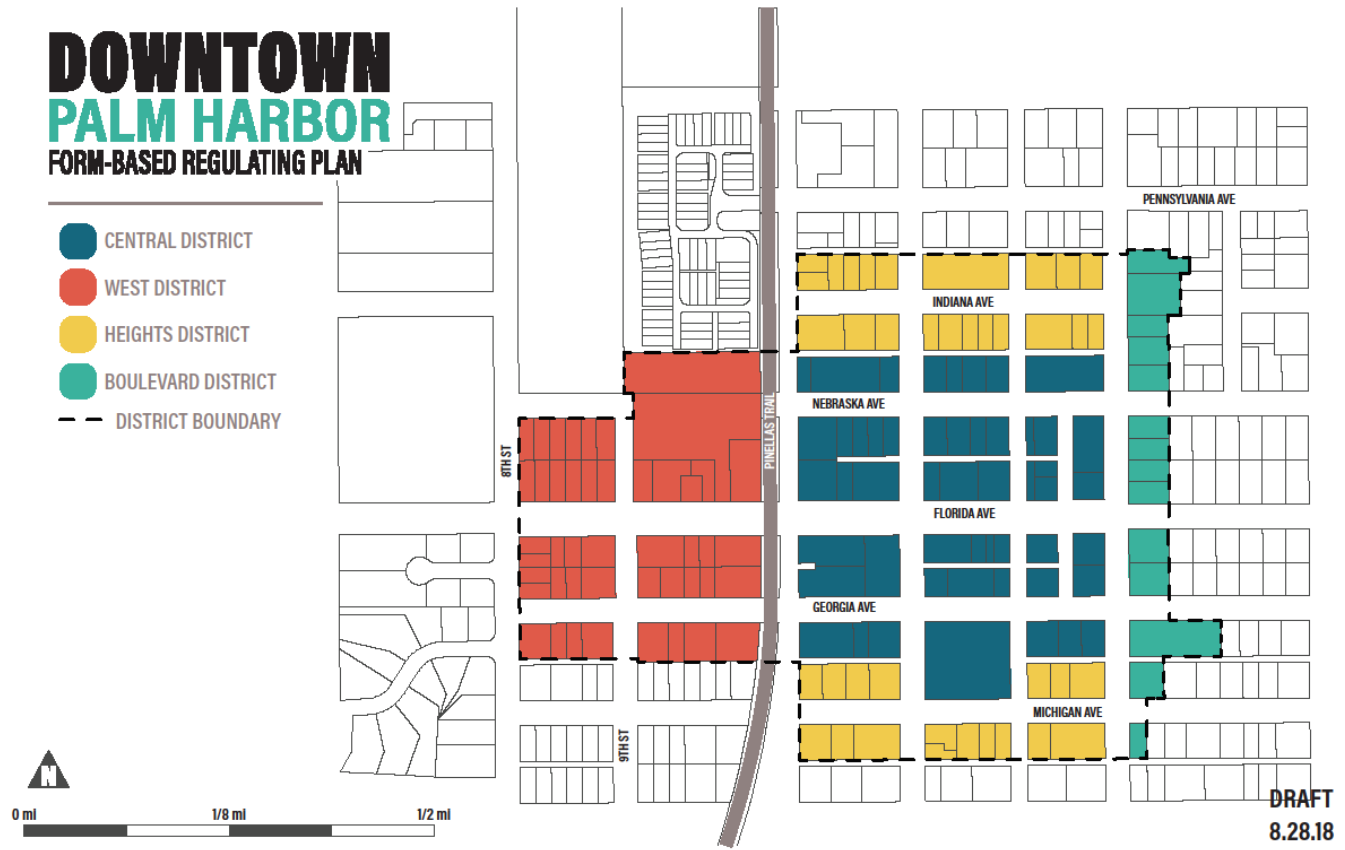 DOWNTOWN
PALM HARBOR
FORM-BASED REGULATING PLAN
CENTRAL DISTRICT
WEST DISTRICT
HEIGHTS DISTRICT
BOULEVARD DISTRICT
DISTRICT BOUNDARY
PENNSYLVANIA AVE
INDIANA AVE
NEBRASKA AVE
PINELLAS TRAIL
8TH ST
FLORIDA AVE
GEORGIA AVE
MICHIGAN AVE
9TH ST
N
0 mi 1/8 mi 1/2 mi
DRAFT
8.28.18